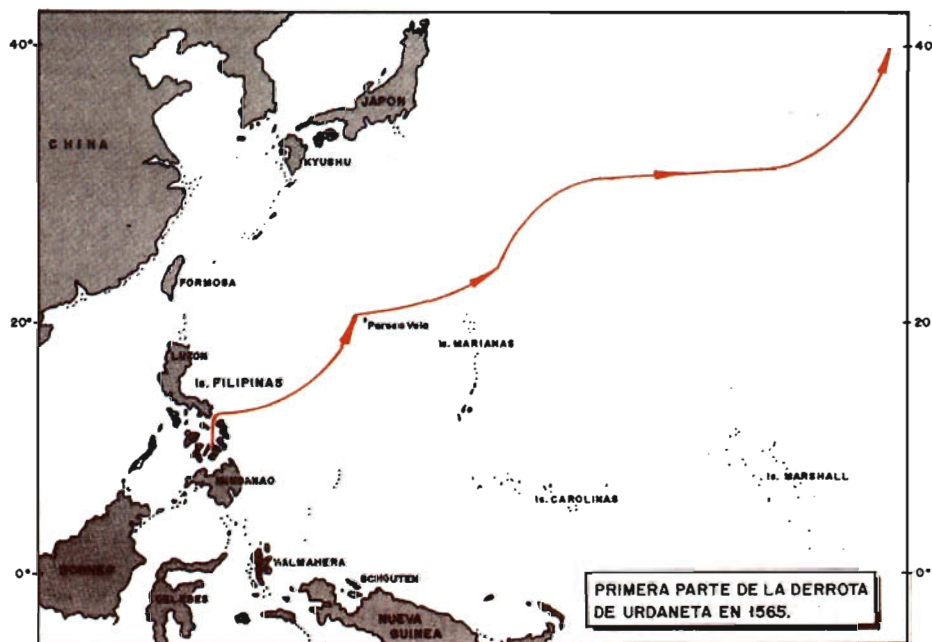 40°
40°
JAPON
CHINA
KYUSHU
FORMOSA
20°
20°
Parece Vela
Is. MARIANAS
LUZON
Is. FILIPINAS
MINDANAO
Is. MARSHALL
Is. CAROLINAS
HALMAHERA
BORNEO
0°
0°
SCHOUTEN
CELEBES
PRIMERA PARTE DE LA DERROTA
DE URDANETA EN 1565.
NUEVA
GUINEA